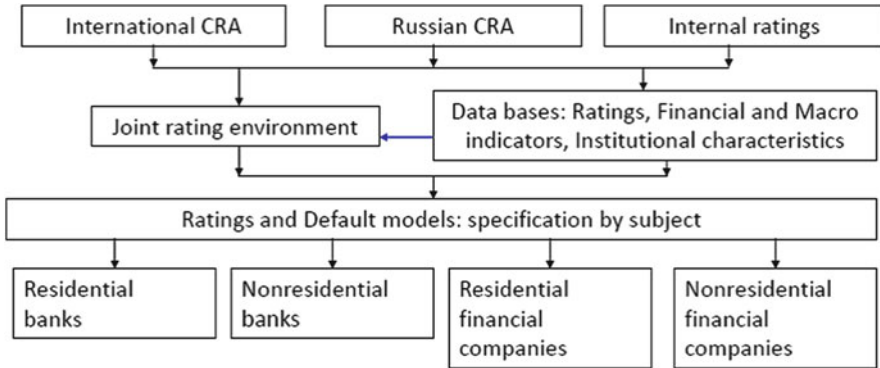 International CRA
Russian CRA
Internal ratings
Joint rating environment
Data bases: Ratings, Financial and Macro
indicators, Institutional characteristics
Ratings and Default models: specification by subject
Residential
banks
Nonresidential
banks
Residential
financial
companies
Nonresidential
financial
companies